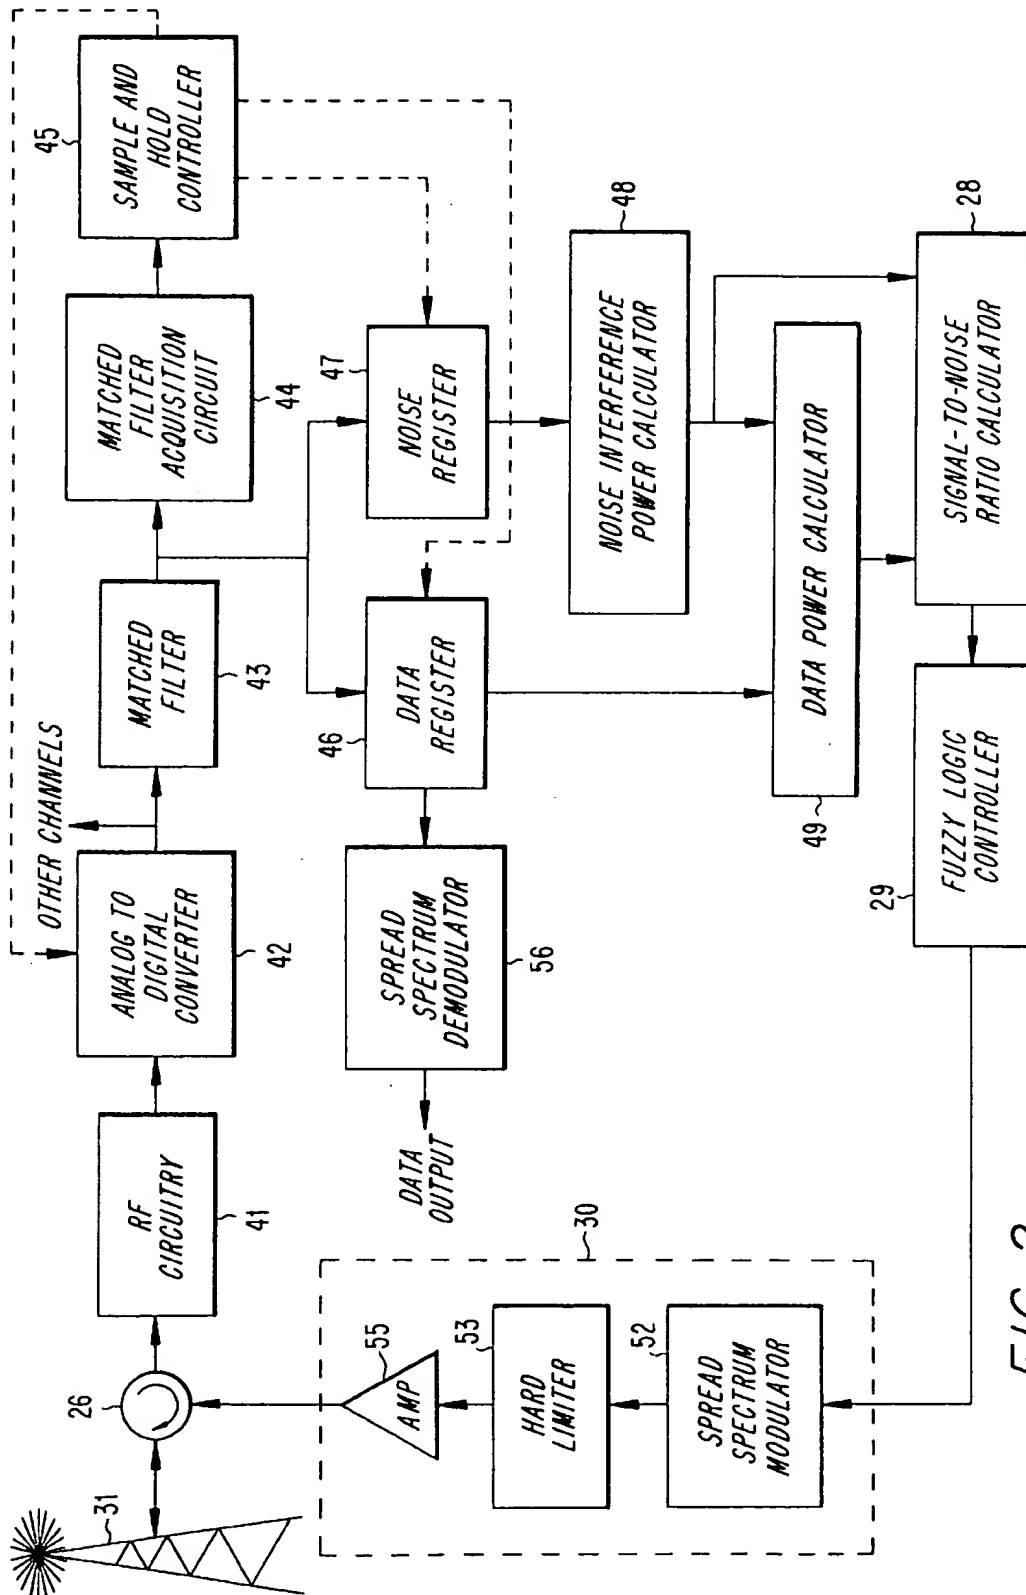 31
26
RF
CIRCUITRY
41
ANALOG TO
DIGITAL
CONVERTER
42
OTHER CHANNELS
MATCHED
FILTER
43
MATCHED
FILTER
ACQUISITION
CIRCUIT
44
SAMPLE AND
HOLD
CONTROLLER
45
DATA
OUTPUT
SPREAD
SPECTRUM
DEMODULATOR
56
DATA
REGISTER
46
NOISE
REGISTER
47
NOISE INTERFERENCE
POWER CALCULATOR
48
DATA POWER CALCULATOR
49
30
AMP
55
HARD
LIMITER
53
SPREAD
SPECTRUM
MODULATOR
52
FUZZY LOGIC
CONTROLLER
29
SIGNAL-TO-NOISE
RATIO CALCULATOR
28